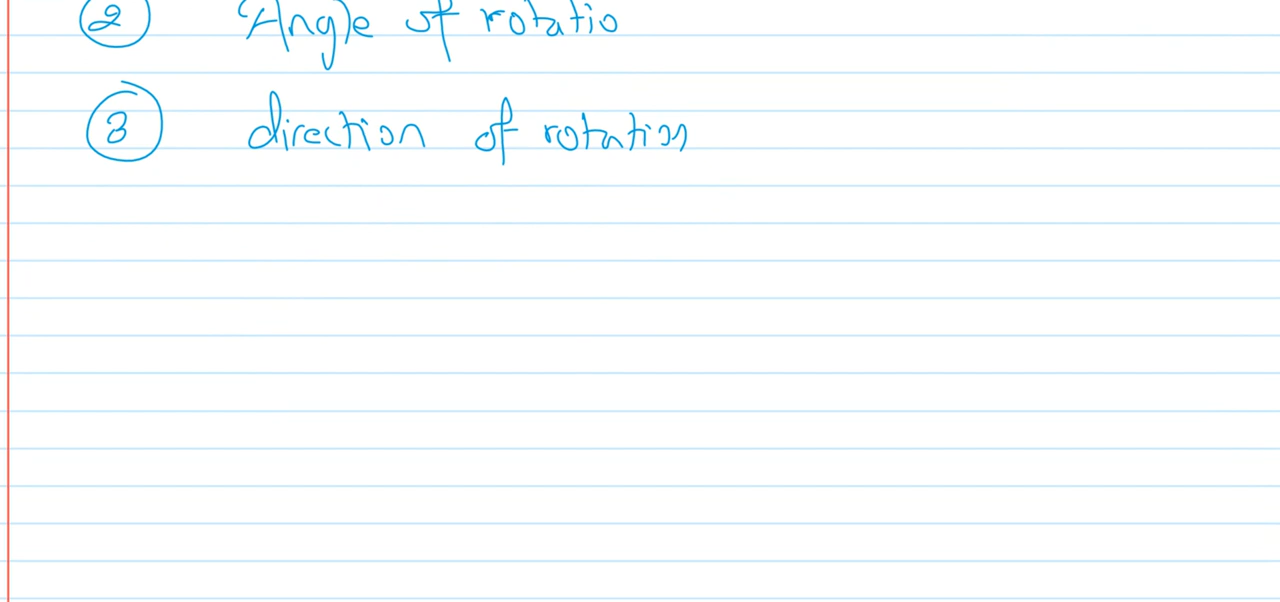 ② Angle of rotatio
③ direction of rotation